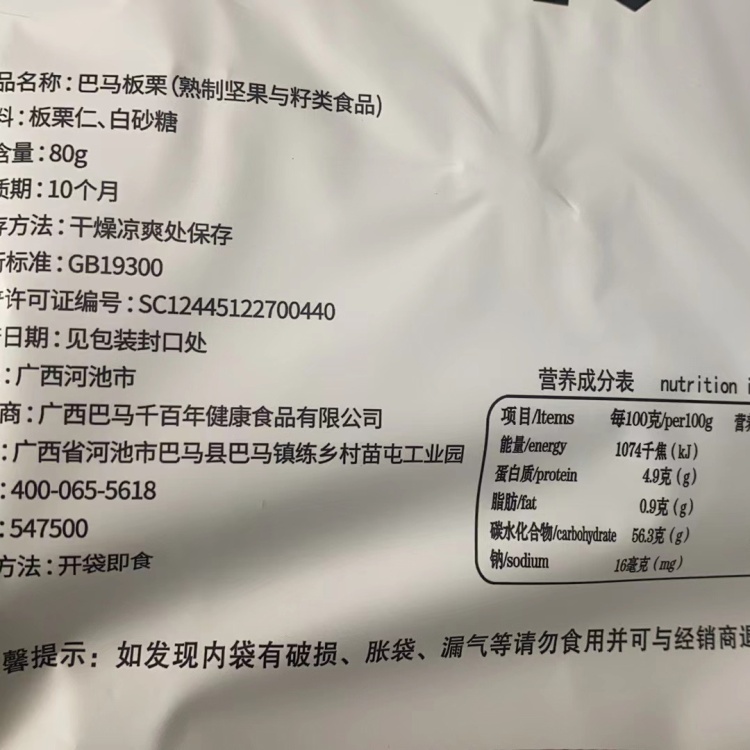 品名称：巴马板栗（熟制坚果与籽类食品）
料：板栗仁、白砂糖
含量：80g
质期：10个月
存方法：干燥凉爽处保存
行标准：GB19300
许可证编号：SC12445122700440
日期：见包装封口处
：广西河池市
商：广西巴马千百年健康食品有限公司
：广西省河池市巴马县巴马镇练乡村苗屯工业园
：400-065-5618
：547500
方法：开袋即食
营养成分表 nutrition
项目/Items 每100克/per100g 营养
能量/energy 1074千焦（kJ）
蛋白质/protein 4.9克（g）
脂肪/fat 0.9克（g）
碳水化合物/carbohydrate 56.3克（g）
钠/sodium 16毫克（mg）
馨提示：如发现内袋有破损、胀袋、漏气等请勿食用并可与经销商退